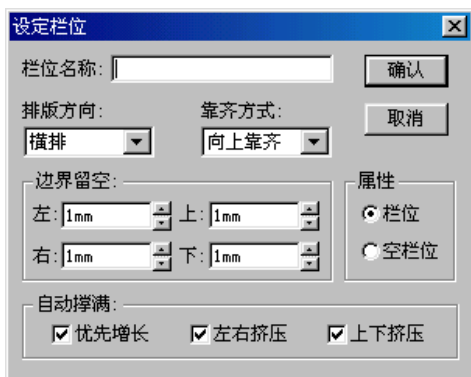 设定栏位
栏位名称:
确认
排版方向:
靠齐方式:
取消
横排
向上靠齐
边界留空:
属性
左: 1mm 上: 1mm
栏位
右: 1mm 下: 1mm
空栏位
自动撑满:
优先增长 左右挤压 上下挤压